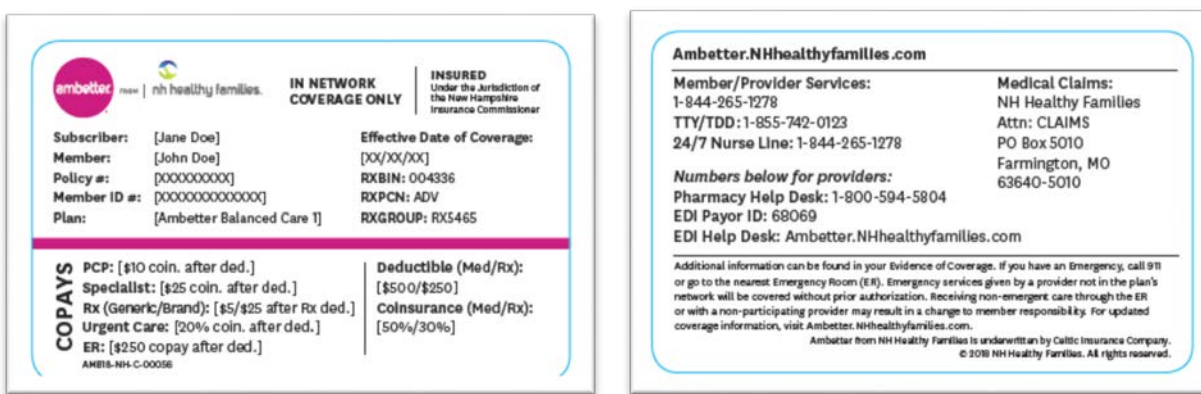 ambetter. FROM | nh healthy families.
IN NETWORK
COVERAGE ONLY
INSURED
Under the Jurisdiction of
the New Hampshire
Insurance Commissioner
Subscriber: [Jane Doe]
Member: [John Doe]
Policy #: [XXXXXXXXX]
Member ID #: [XXXXXXXXXXXXX]
Plan: [Ambetter Balanced Care 1]
Effective Date of Coverage:
[XX/XX/XX]
RXBIN: 004336
RXPCN: ADV
RXGROUP: RX5465
COPAYS
PCP: [$10 coin. after ded.]
Specialist: [$25 coin. after ded.]
Rx (Generic/Brand): [$5/$25 after Rx ded.]
Urgent Care: [20% coin. after ded.]
ER: [$250 copay after ded.]
AMB18-NH-C-00056
Deductible (Med/Rx):
[$500/$250]
Coinsurance (Med/Rx):
[50%/30%]
Ambetter.NHhealthyfamilies.com
Member/Provider Services:
1-844-265-1278
TTY/TDD: 1-855-742-0123
24/7 Nurse Line: 1-844-265-1278
Numbers below for providers:
Pharmacy Help Desk: 1-800-594-5804
EDI Payor ID: 68069
EDI Help Desk: Ambetter.NHhealthyfamilies.com
Medical Claims:
NH Healthy Families
Attn: CLAIMS
PO Box 5010
Farmington, MO
63640-5010
Additional information can be found in your Evidence of Coverage. If you have an Emergency, call 911
or go to the nearest Emergency Room (ER). Emergency services given by a provider not in the plan's
network will be covered without prior authorization. Receiving non-emergent care through the ER
or with a non-participating provider may result in a change to member responsibility. For updated
coverage information, visit Ambetter.NHhealthyfamilies.com.
Ambetter from NH Healthy Families is underwritten by Celtic Insurance Company.
© 2018 NH Healthy Families. All rights reserved.